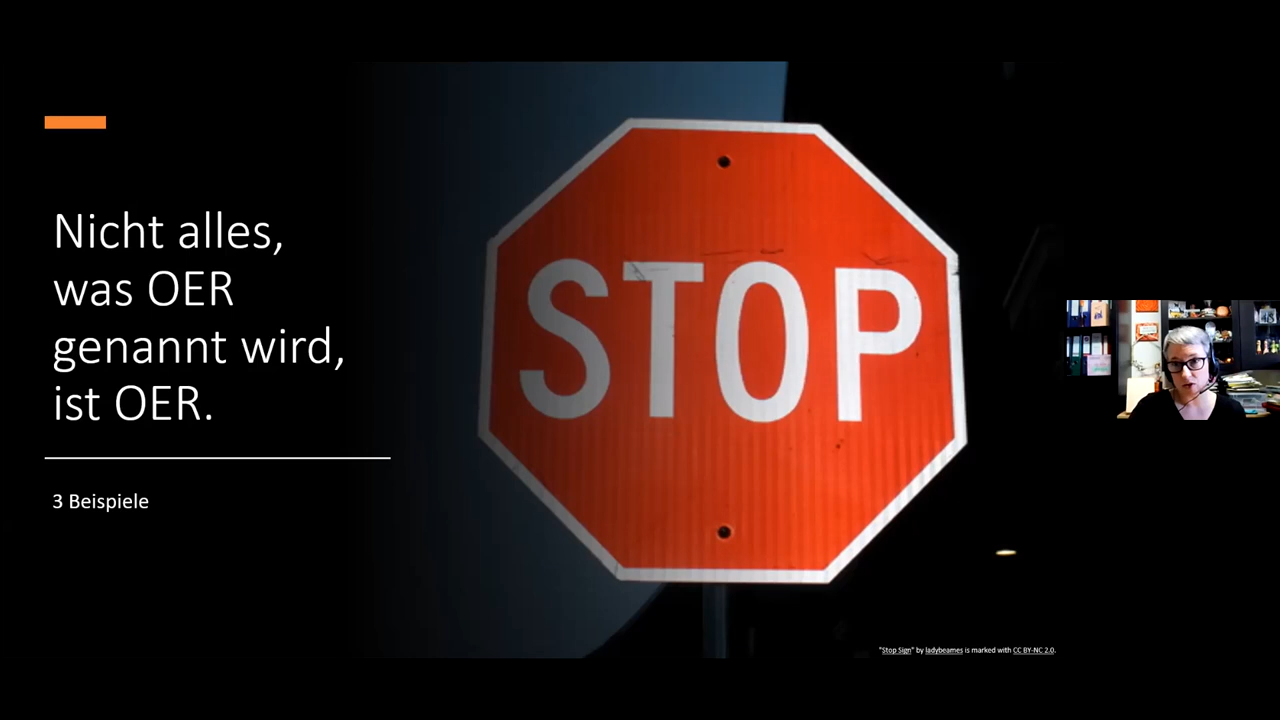 Nicht alles,
was OER
genannt wird,
ist OER.
3 Beispiele
STOP
"Stop Sign" by ladybeames is marked with CC BY-NC 2.0.